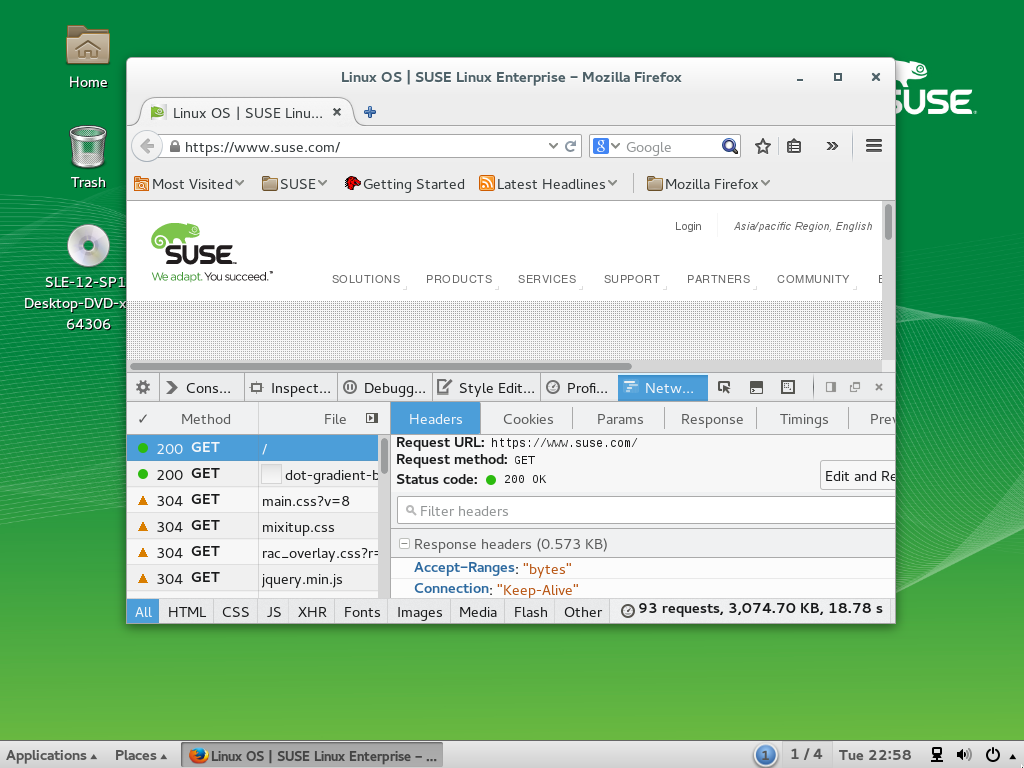 Home
Trash
SLE-12-SP1
Desktop-DVD-x
64306
SUSE
Linux OS | SUSE Linux Enterprise – Mozilla Firefox
Linux OS | SUSE Linu...
https://www.suse.com/
8
Google
Most Visited
SUSE
Getting Started
Latest Headlines
Mozilla Firefox
Login
Asia/pacific Region, English
SUSE
We adapt. You succeed.™
SOLUTIONS PRODUCTS SERVICES SUPPORT PARTNERS COMMUNITY
Cons... Inspect... Debugg... Style Edit... Profi... Netw...
✓ Method File
Headers Cookies Params Response Timings Prev
200 GET /
200 GET dot-gradient-b
304 GET main.css?v=8
304 GET mixitup.css
304 GET rac_overlay.css?r=
304 GET jquery.min.js
Request URL: https://www.suse.com/
Request method: GET
Status code: 200 OK
Edit and Re
Filter headers
Response headers (0.573 KB)
Accept-Ranges: "bytes"
Connection: "Keep-Alive"
All HTML CSS JS XHR Fonts Images Media Flash Other 93 requests, 3,074.70 KB, 18.78 s
Applications Places Linux OS | SUSE Linux Enterprise – ... 1 1 / 4 Tue 22:58